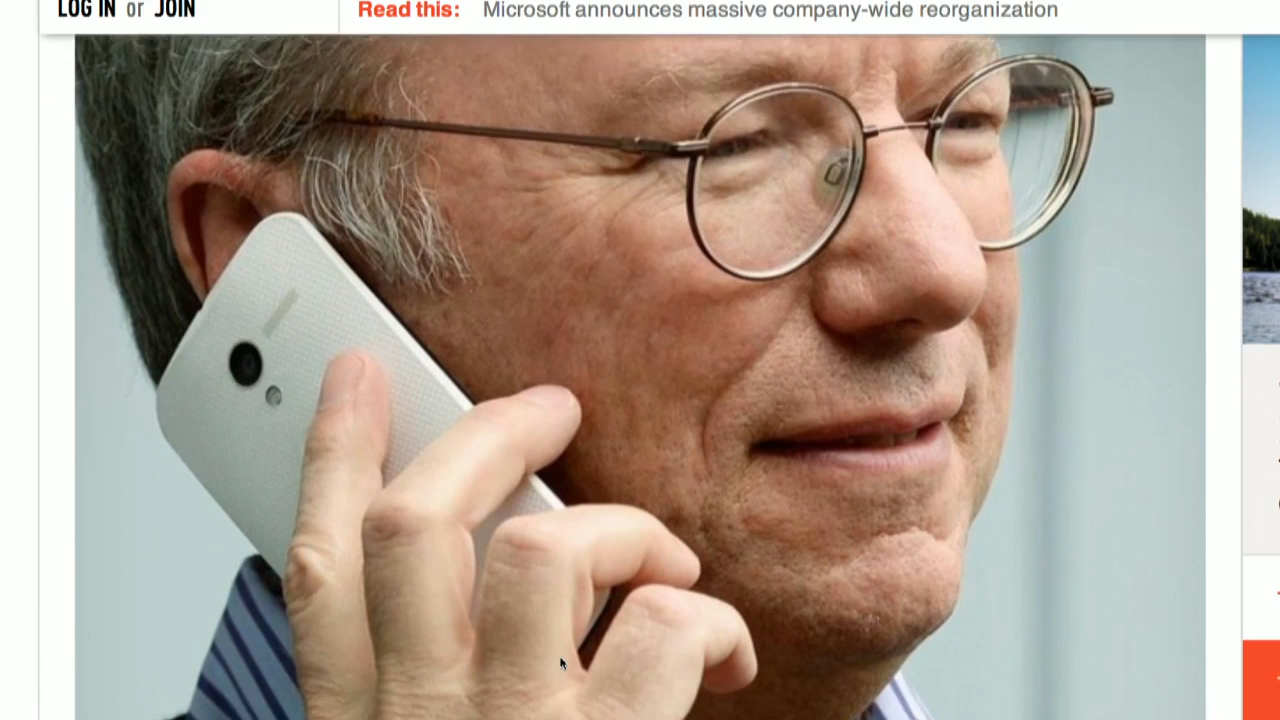 LOG IN or JOIN
Read this: Microsoft announces massive company-wide reorganization